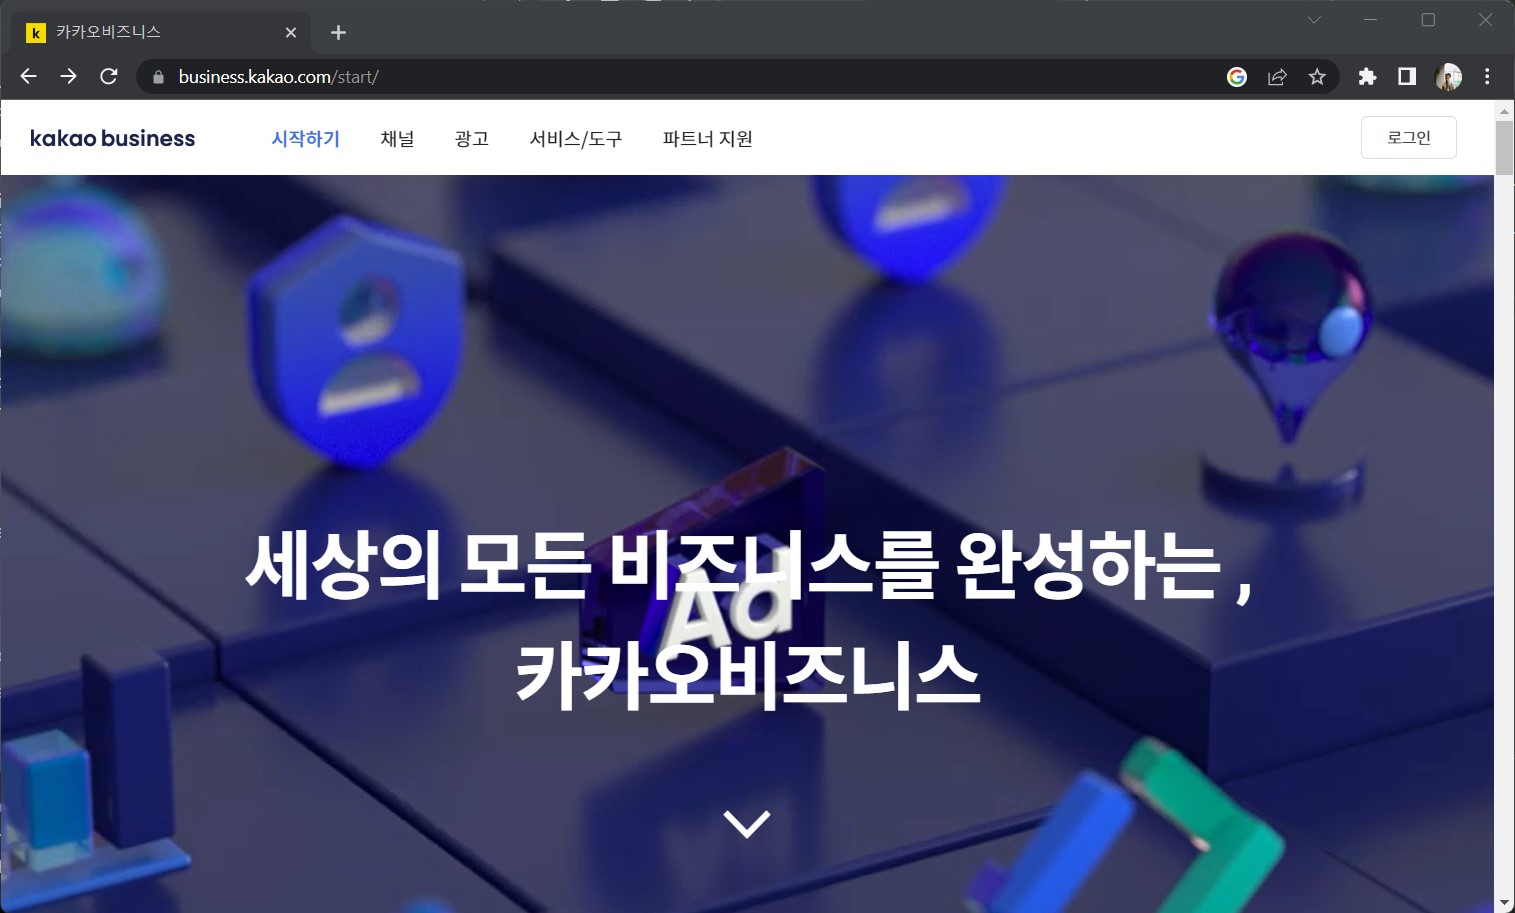 k 카카오비즈니스
business.kakao.com/start/
kakao business 시작하기 채널 광고 서비스/도구 파트너 지원 로그인
Ad
세상의 모든 비즈니스를 완성하는 ,
카카오비즈니스